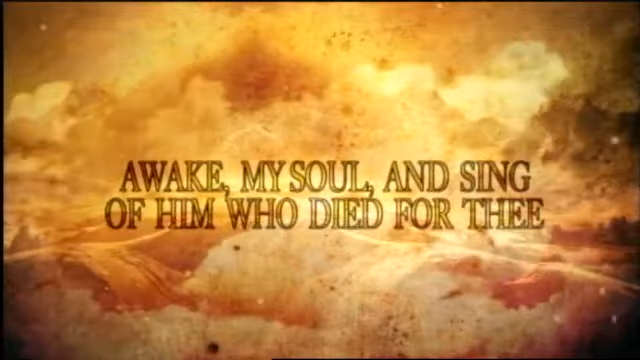 AWAKE, MY SOUL, AND SING
OF HIM WHO DIED FOR THEE